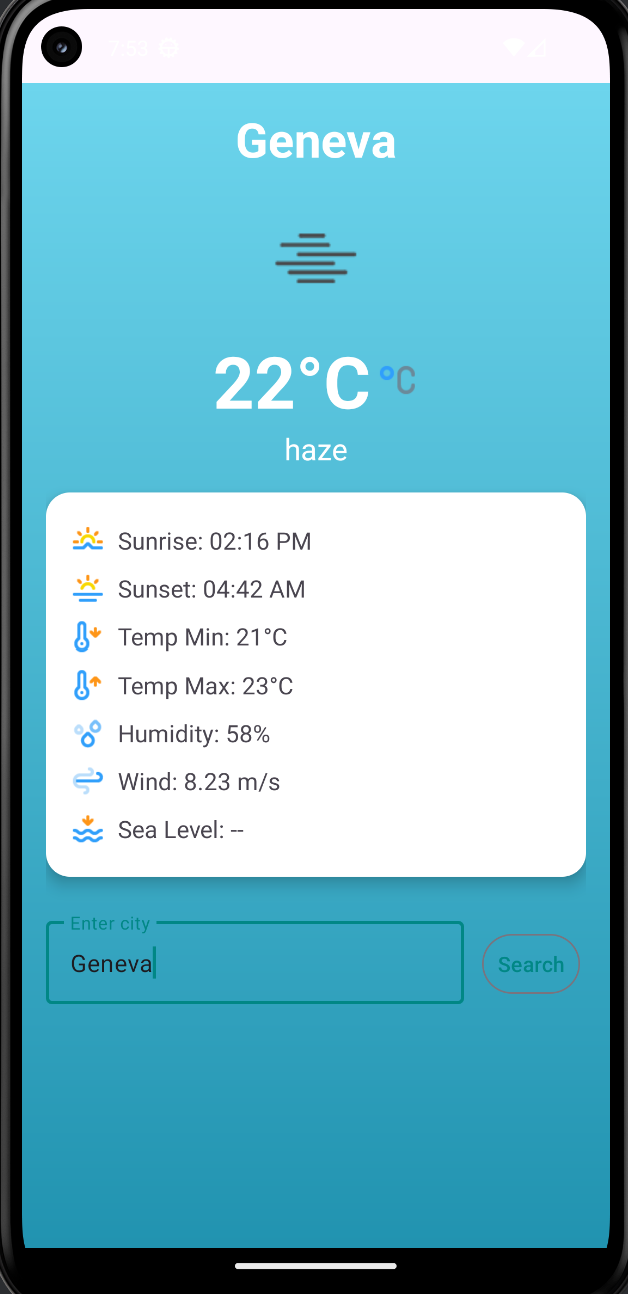 7:53
Geneva
22°C °C
haze
Sunrise: 02:16 PM
Sunset: 04:42 AM
Temp Min: 21°C
Temp Max: 23°C
Humidity: 58%
Wind: 8.23 m/s
Sea Level: --
Enter city
Geneva
Search